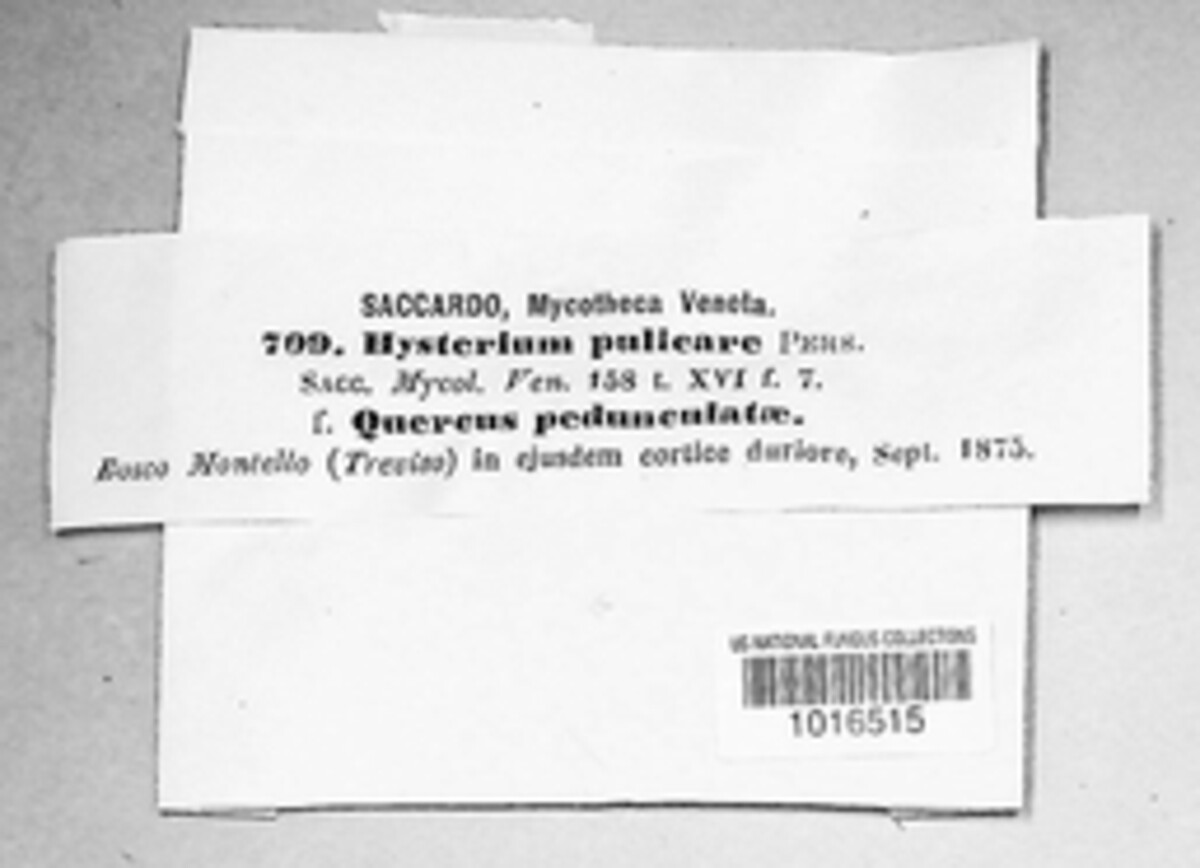 SACCARDO, Mycotheca Veneta.
709. Hysterium pulicare PERS.
SACC. Mycol. Ven. 158 t. XVI f. 7.
f. Quercus pedunculatæ.
Bosco Montello (Treviso) in ejusdem cortice duriore, Sept. 1875.
US NATIONAL FUNGUS COLLECTIONS
1016515